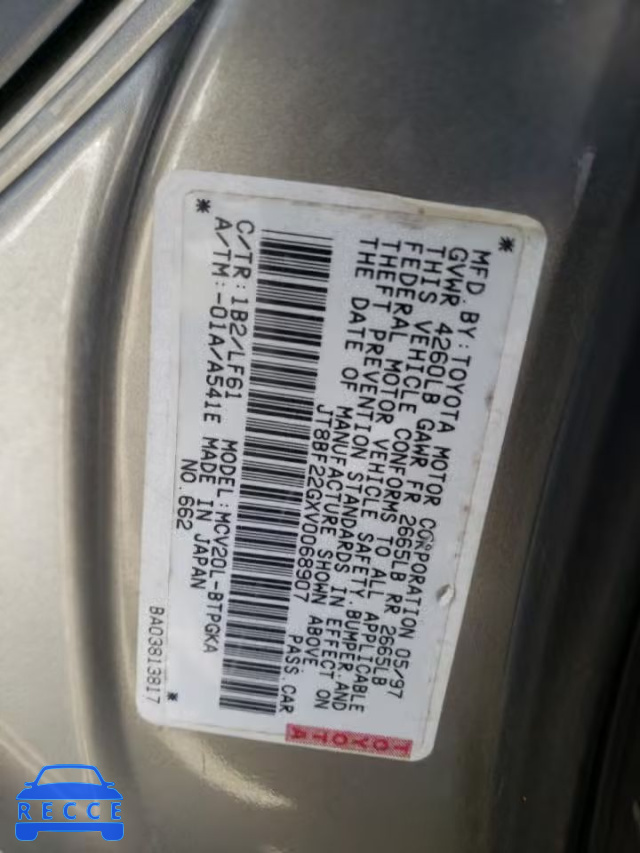 MFD.BY:TOYOTA MOTOR CORPORATION 05/97
GVWR 4260LB GAWR FR 2665LB RR 2665LB
THIS VEHICLE CONFORMS TO ALL APPLICABLE
FEDERAL MOTOR VEHICLE SAFETY,BUMPER,AND
THEFT PREVENTION STANDARDS IN EFFECT ON
THE DATE OF MANUFACTURE SHOWN ABOVE.
JT8BF22GXV0068907 PASS.CAR
C/TR:1B2/LF61 MODEL:MCV20L-BTPGKA
A/TM:-01A/A541E MADE IN JAPAN
NO.662
BA03813817
TOYOTA
RECCE